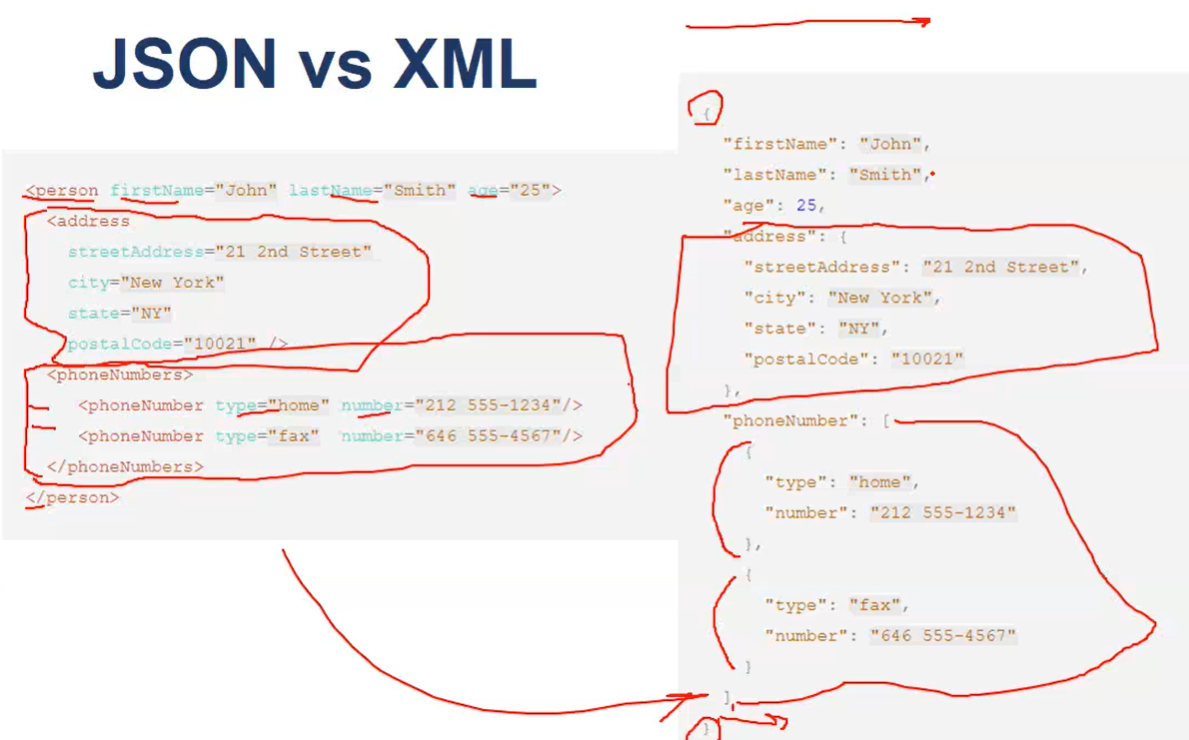 JSON vs XML
<person firstName="John" lastName="Smith" age="25">
<address
streetAddress="21 2nd Street"
city="New York"
state="NY"
postalCode="10021" />
<phoneNumbers>
<phoneNumber type="home" number="212 555-1234"/>
<phoneNumber type="fax" number="646 555-4567"/>
</phoneNumbers>
</person>
{
"firstName": "John",
"lastName": "Smith",
"age": 25,
"address": {
"streetAddress": "21 2nd Street",
"city": "New York",
"state": "NY",
"postalCode": "10021"
},
"phoneNumber": [
{
"type": "home",
"number": "212 555-1234"
},
{
"type": "fax",
"number": "646 555-4567"
}
]
}